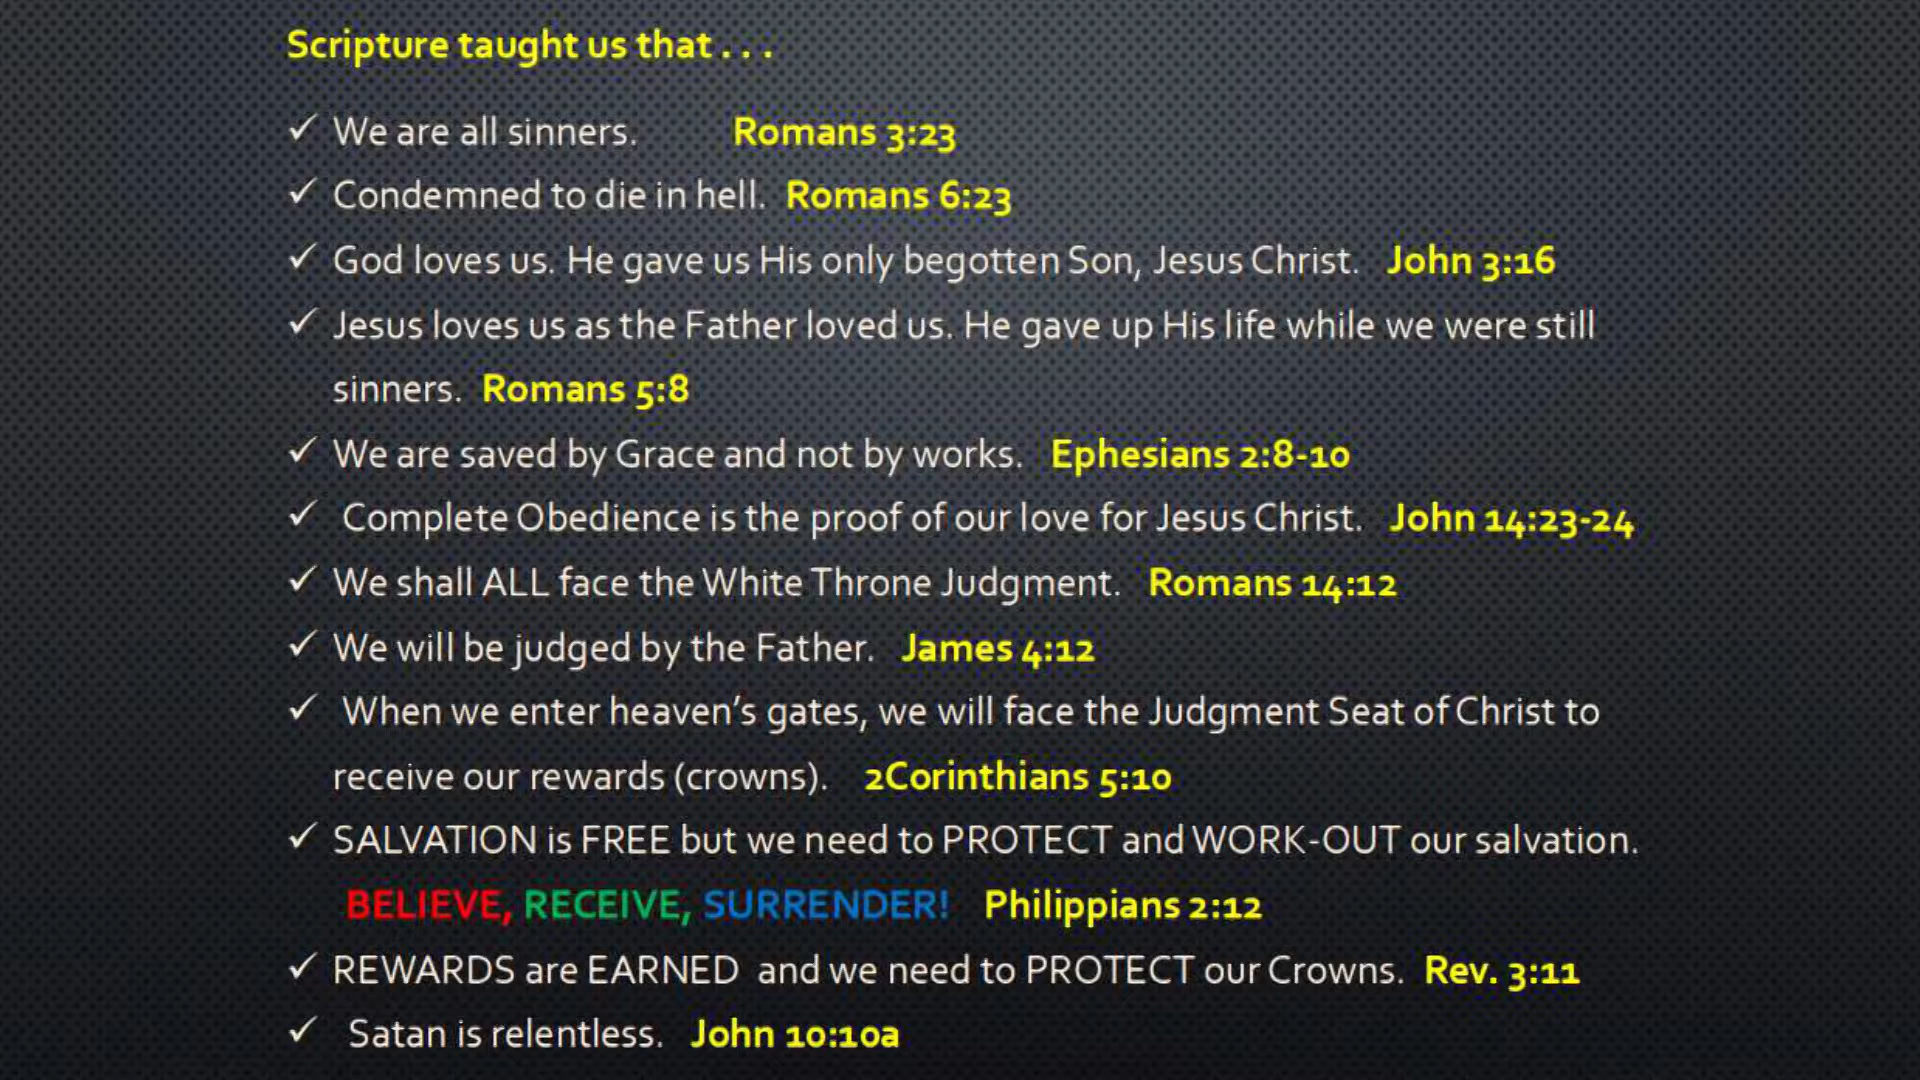 Scripture taught us that . . .
✓ We are all sinners. Romans 3:23
✓ Condemned to die in hell. Romans 6:23
✓ God loves us. He gave us His only begotten Son, Jesus Christ. John 3:16
✓ Jesus loves us as the Father loved us. He gave up His life while we were still
sinners. Romans 5:8
✓ We are saved by Grace and not by works. Ephesians 2:8-10
✓ Complete Obedience is the proof of our love for Jesus Christ. John 14:23-24
✓ We shall ALL face the White Throne Judgment. Romans 14:12
✓ We will be judged by the Father. James 4:12
✓ When we enter heaven’s gates, we will face the Judgment Seat of Christ to
receive our rewards (crowns). 2Corinthians 5:10
✓ SALVATION is FREE but we need to PROTECT and WORK-OUT our salvation.
BELIEVE, RECEIVE, SURRENDER! Philippians 2:12
✓ REWARDS are EARNED and we need to PROTECT our Crowns. Rev. 3:11
✓ Satan is relentless. John 10:10a